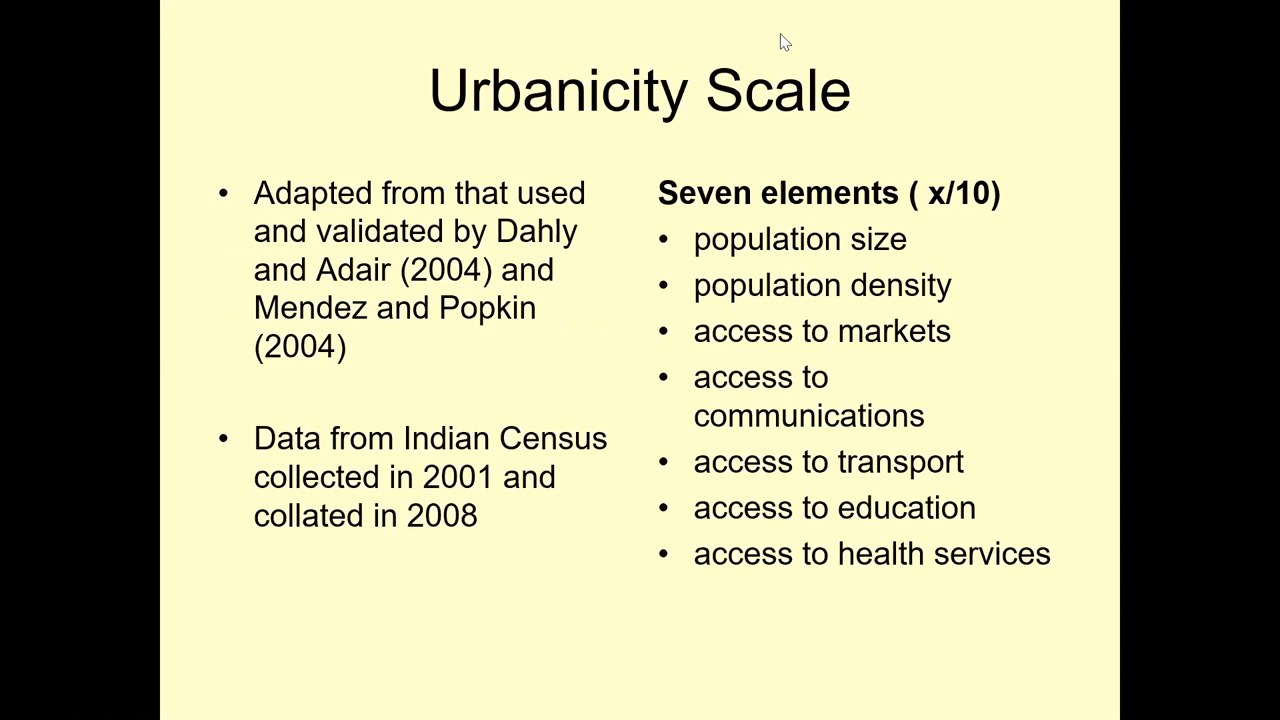 Urbanicity Scale
• Adapted from that used
and validated by Dahly
and Adair (2004) and
Mendez and Popkin
(2004)
• Data from Indian Census
collected in 2001 and
collated in 2008
Seven elements ( x/10)
• population size
• population density
• access to markets
• access to
communications
• access to transport
• access to education
• access to health services